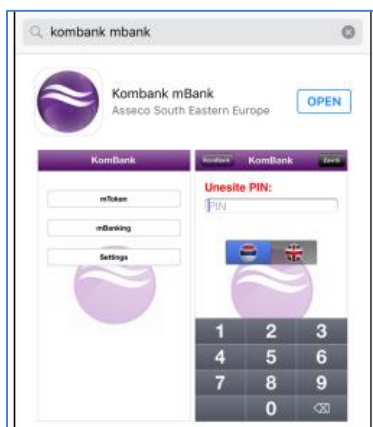 kombank mbank
Kombank mBank
Asseco South Eastern Europe
OPEN
KomBank
mToken
mBanking
Settings
KomBank
Unesite PIN:
PIN
1 2 3
4 5 6
7 8 9
0